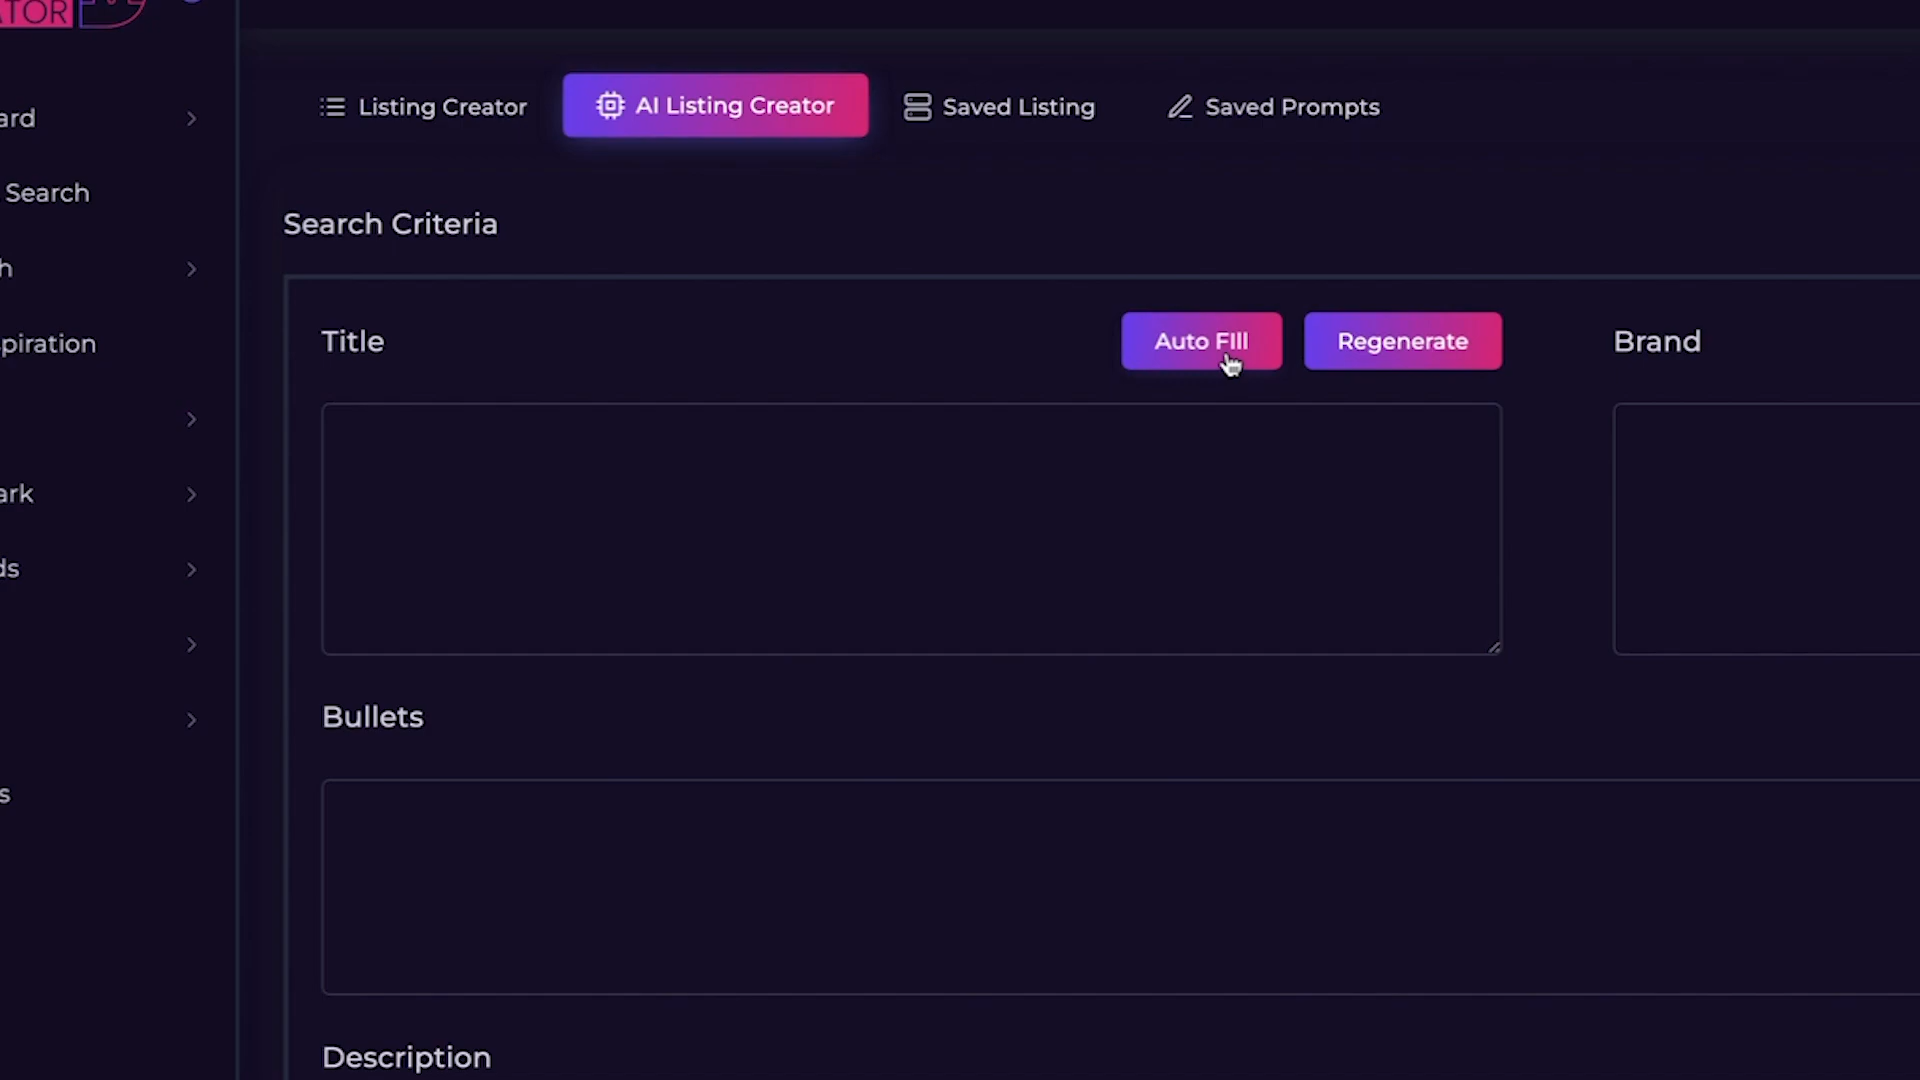 ATOR
Listing Creator
AI Listing Creator
Saved Listing
Saved Prompts
ard
Search
Search Criteria
h
Title
Auto FIll
Regenerate
Brand
piration
ark
ds
Bullets
s
Description